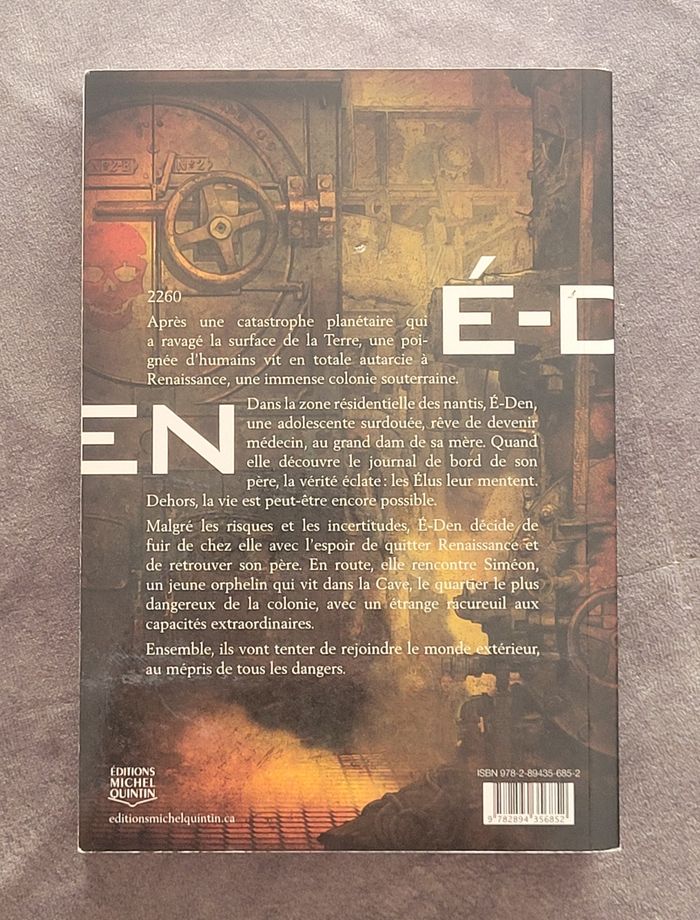 Nº2-B
Nº2
2260
É-D
Après une catastrophe planétaire qui
a ravagé la surface de la Terre, une poi-
gnée d'humains vit en totale autarcie à
Renaissance, une immense colonie souterraine.
EN
Dans la zone résidentielle des nantis, É-Den,
une adolescente surdouée, rêve de devenir
médecin, au grand dam de sa mère. Quand
elle découvre le journal de bord de son
père, la vérité éclate : les Élus leur mentent.
Dehors, la vie est peut-être encore possible.
Malgré les risques et les incertitudes, É-Den décide de
fuir de chez elle avec l'espoir de quitter Renaissance et
de retrouver son père. En route, elle rencontre Siméon,
un jeune orphelin qui vit dans la Cave, le quartier le plus
dangereux de la colonie, avec un étrange racureuil aux
capacités extraordinaires.
Ensemble, ils vont tenter de rejoindre le monde extérieur,
au mépris de tous les dangers.
ÉDITIONS
MICHEL
QUINTIN
editionsmichelquintin.ca
ISBN 978-2-89435-685-2
9 782894 356852